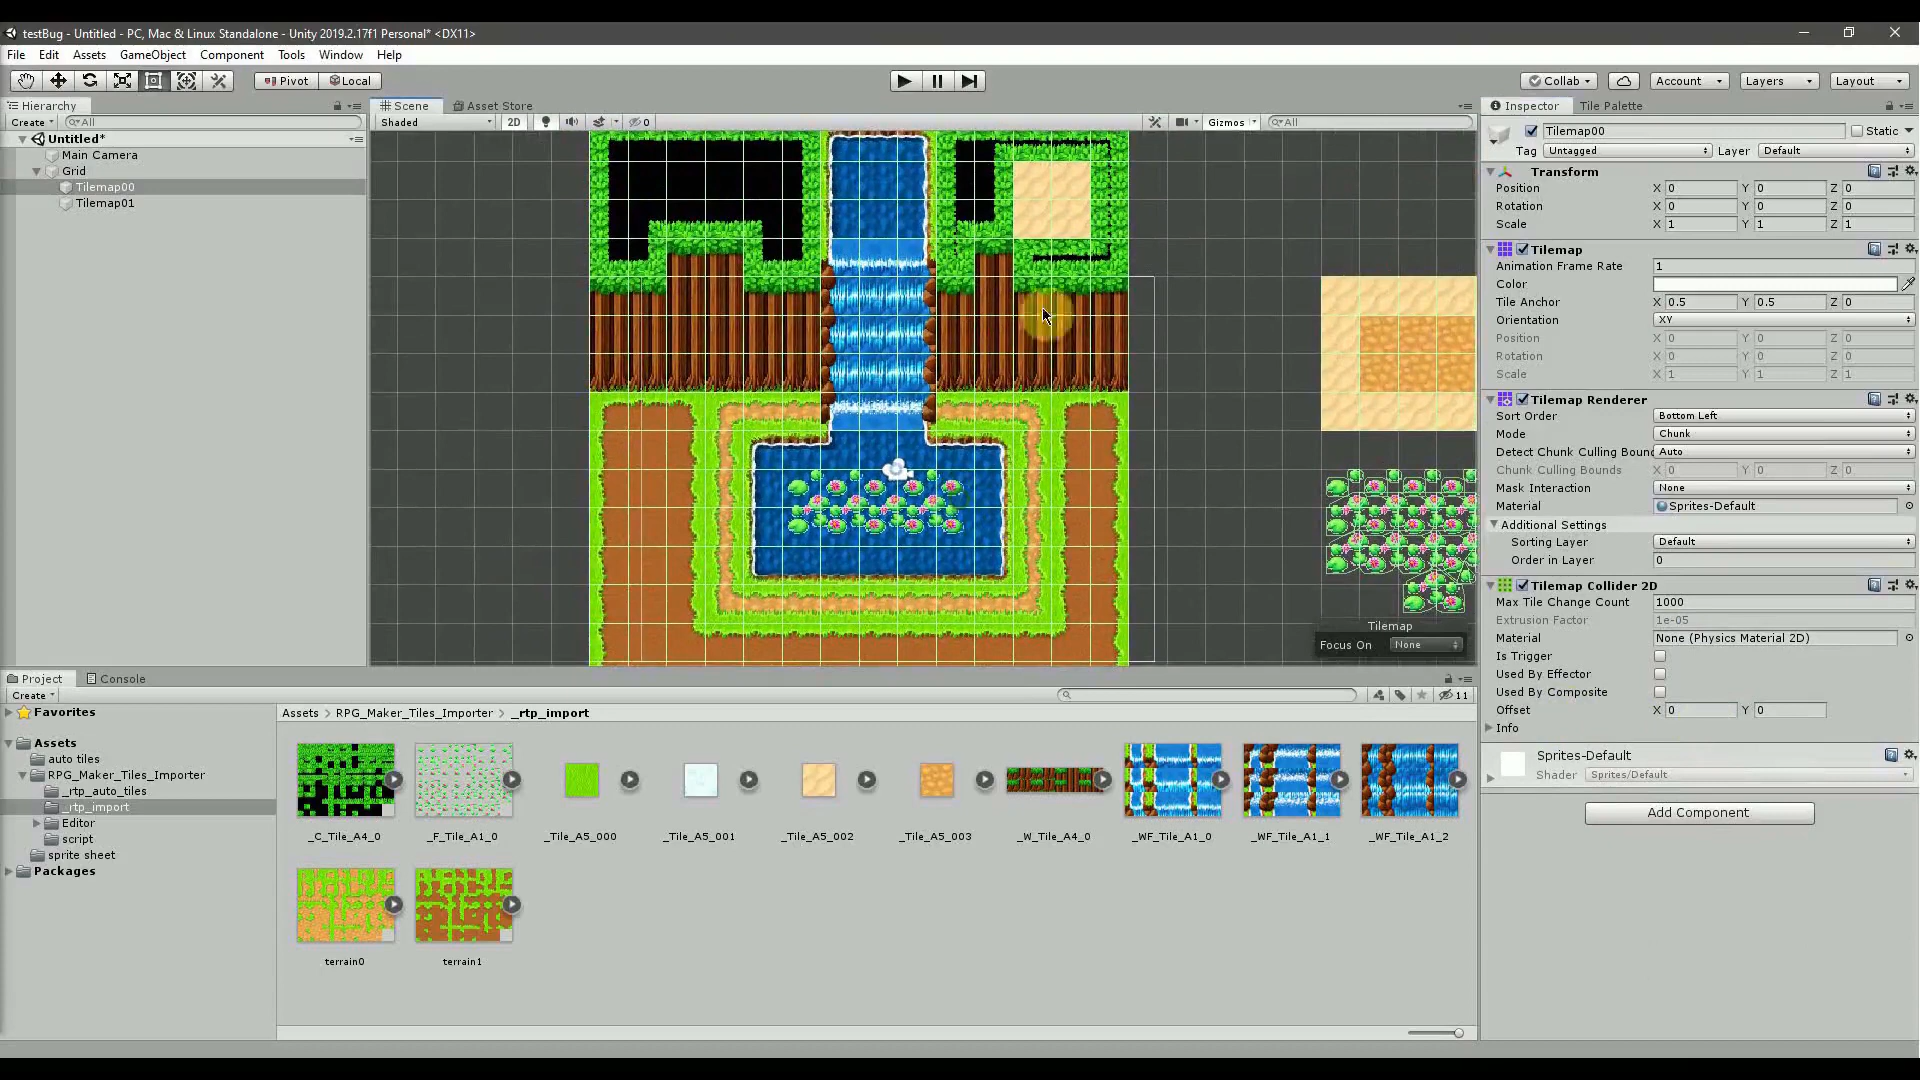 testBug - Untitled - PC, Mac & Linux Standalone - Unity 2019.2.17f1 Personal* <DX11>
File Edit Assets GameObject Component Tools Window Help
Pivot Local Collab Account Layers Layout
Hierarchy
Create All
Untitled*
Main Camera
Grid
Tilemap00
Tilemap01
Scene Asset Store
Shaded 2D 0 Gizmos All
Tilemap
Focus On None
Inspector Tile Palette
Tilemap00 Static
Tag Untagged Layer Default
Transform
Position X 0 Y 0 Z 0
Rotation X 0 Y 0 Z 0
Scale X 1 Y 1 Z 1
Tilemap
Animation Frame Rate 1
Color
Tile Anchor X 0.5 Y 0.5 Z 0
Orientation XY
Position X 0 Y 0 Z 0
Rotation X 0 Y 0 Z 0
Scale X 1 Y 1 Z 1
Tilemap Renderer
Sort Order Bottom Left
Mode Chunk
Detect Chunk Culling Bound Auto
Chunk Culling Bounds X 0 Y 0 Z 0
Mask Interaction None
Material Sprites-Default
Additional Settings
Sorting Layer Default
Order in Layer 0
Tilemap Collider 2D
Max Tile Change Count 1000
Extrusion Factor 1e-05
Material None (Physics Material 2D)
Is Trigger
Used By Effector
Used By Composite
Offset X 0 Y 0
Info
Sprites-Default
Shader Sprites/Default
Add Component
Project Console
Create 11
Favorites
Assets
auto tiles
RPG_Maker_Tiles_Importer
_rtp_auto_tiles
_rtp_import
Editor
script
sprite sheet
Packages
Assets RPG_Maker_Tiles_Importer _rtp_import
_C_Tile_A4_0 _F_Tile_A1_0 _Tile_A5_000 _Tile_A5_001 _Tile_A5_002 _Tile_A5_003 _W_Tile_A4_0 _WF_Tile_A1_0 _WF_Tile_A1_1 _WF_Tile_A1_2
terrain0 terrain1